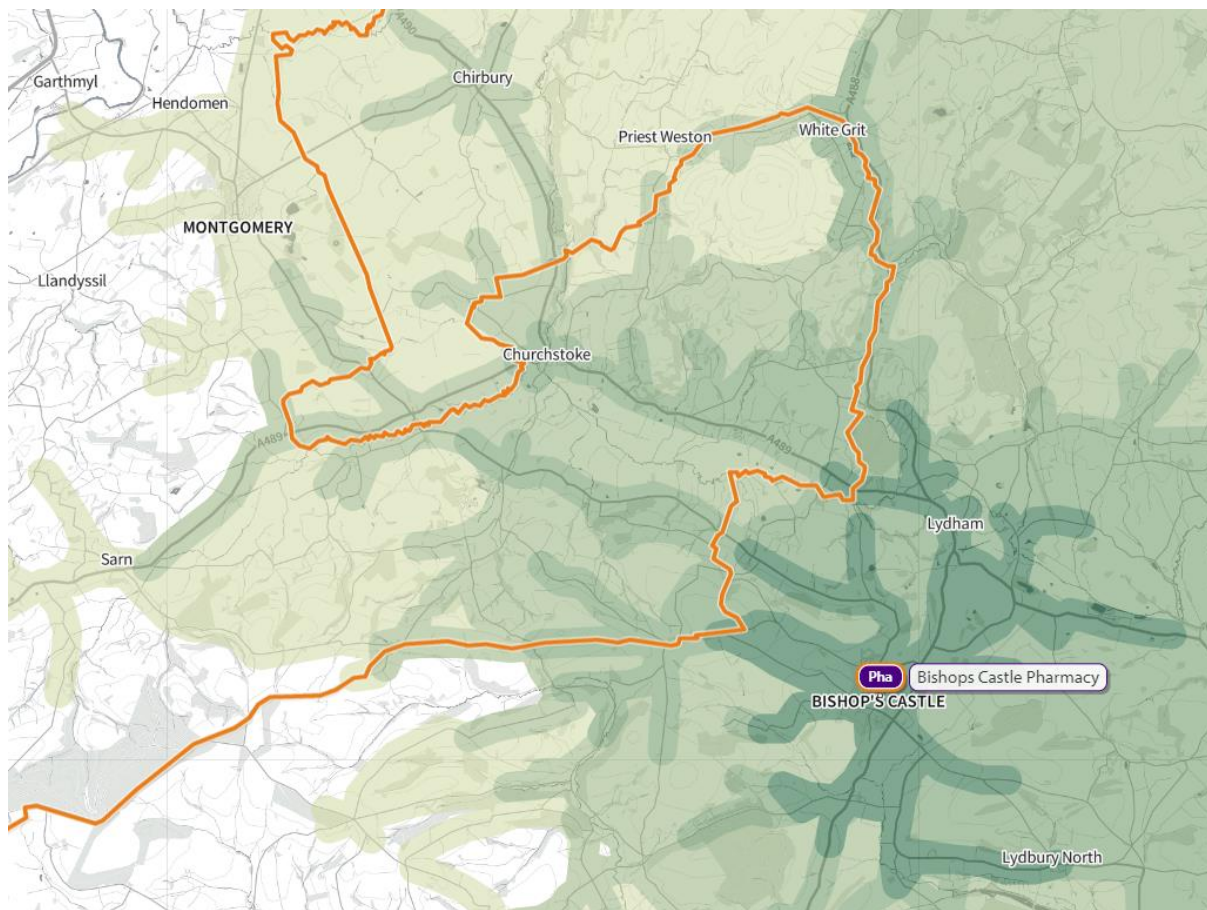 A490
Garthmyl
Chirbury
Hendomen
A488
Priest Weston
White Grit
MONTGOMERY
Llandyssil
Churchstoke
A489
A489
Lydham
Sarn
Pha
Bishops Castle Pharmacy
BISHOP'S CASTLE
Lydbury North